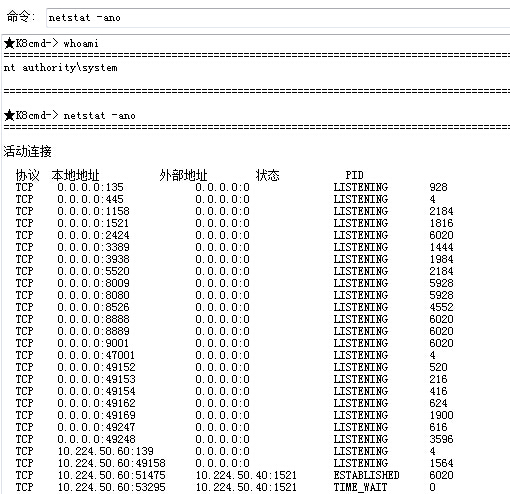 命令: netstat -ano
★K8cmd-> whoami
nt authority\system
★K8cmd-> netstat -ano
活动连接
协议 本地地址 外部地址 状态 PID
TCP 0.0.0.0:135 0.0.0.0:0 LISTENING 928
TCP 0.0.0.0:445 0.0.0.0:0 LISTENING 4
TCP 0.0.0.0:1158 0.0.0.0:0 LISTENING 2184
TCP 0.0.0.0:1521 0.0.0.0:0 LISTENING 1816
TCP 0.0.0.0:2424 0.0.0.0:0 LISTENING 6020
TCP 0.0.0.0:3389 0.0.0.0:0 LISTENING 1444
TCP 0.0.0.0:3938 0.0.0.0:0 LISTENING 1984
TCP 0.0.0.0:5520 0.0.0.0:0 LISTENING 2184
TCP 0.0.0.0:8009 0.0.0.0:0 LISTENING 5928
TCP 0.0.0.0:8080 0.0.0.0:0 LISTENING 5928
TCP 0.0.0.0:8526 0.0.0.0:0 LISTENING 4552
TCP 0.0.0.0:8888 0.0.0.0:0 LISTENING 6020
TCP 0.0.0.0:8889 0.0.0.0:0 LISTENING 6020
TCP 0.0.0.0:9001 0.0.0.0:0 LISTENING 6020
TCP 0.0.0.0:47001 0.0.0.0:0 LISTENING 4
TCP 0.0.0.0:49152 0.0.0.0:0 LISTENING 520
TCP 0.0.0.0:49153 0.0.0.0:0 LISTENING 216
TCP 0.0.0.0:49154 0.0.0.0:0 LISTENING 416
TCP 0.0.0.0:49162 0.0.0.0:0 LISTENING 624
TCP 0.0.0.0:49169 0.0.0.0:0 LISTENING 1900
TCP 0.0.0.0:49247 0.0.0.0:0 LISTENING 616
TCP 0.0.0.0:49248 0.0.0.0:0 LISTENING 3596
TCP 10.224.50.60:139 0.0.0.0:0 LISTENING 4
TCP 10.224.50.60:49158 0.0.0.0:0 LISTENING 1564
TCP 10.224.50.60:51475 10.224.50.40:1521 ESTABLISHED 6020
TCP 10.224.50.60:53295 10.224.50.40:1521 TIME_WAIT 0